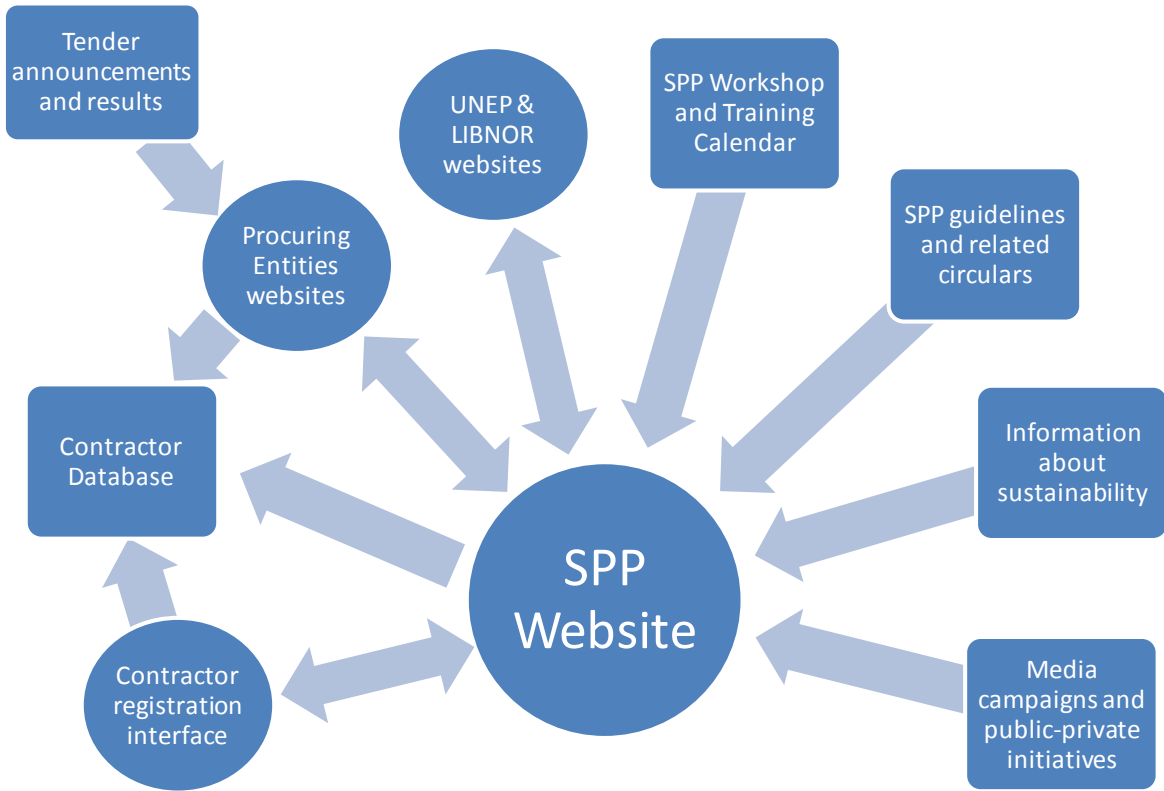 Tender
announcements
and results
UNEP &
LIBNOR
websites
SPP Workshop
and Training
Calendar
SPP guidelines
and related
circulars
Procuring
Entities
websites
Contractor
Database
Information
about
sustainability
SPP
Website
Contractor
registration
interface
Media
campaigns and
public-private
initiatives